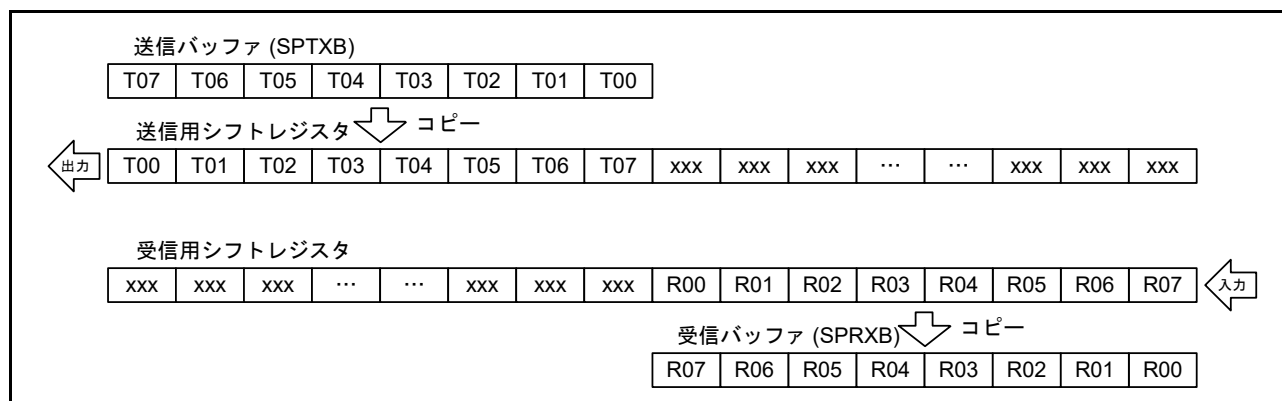 送信バッファ (SPTXB)
T07 T06 T05 T04 T03 T02 T01 T00
送信用シフトレジスタ コピー
出力 T00 T01 T02 T03 T04 T05 T06 T07 xxx xxx xxx … … xxx xxx xxx
受信用シフトレジスタ
xxx xxx xxx … … xxx xxx xxx R00 R01 R02 R03 R04 R05 R06 R07 入力
受信バッファ (SPRXB) コピー
R07 R06 R05 R04 R03 R02 R01 R00